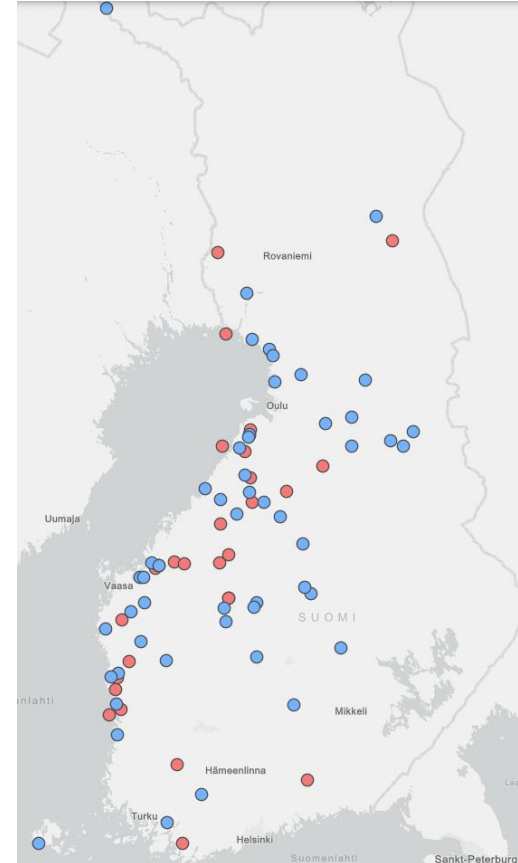 Rovaniemi
Oulu
Uumaja
Vaasa
SUOMI
nlahti
Mikkeli
Hämeenlinna
Turku
Helsinki
Suomenlahti
Sankt-Peterburg